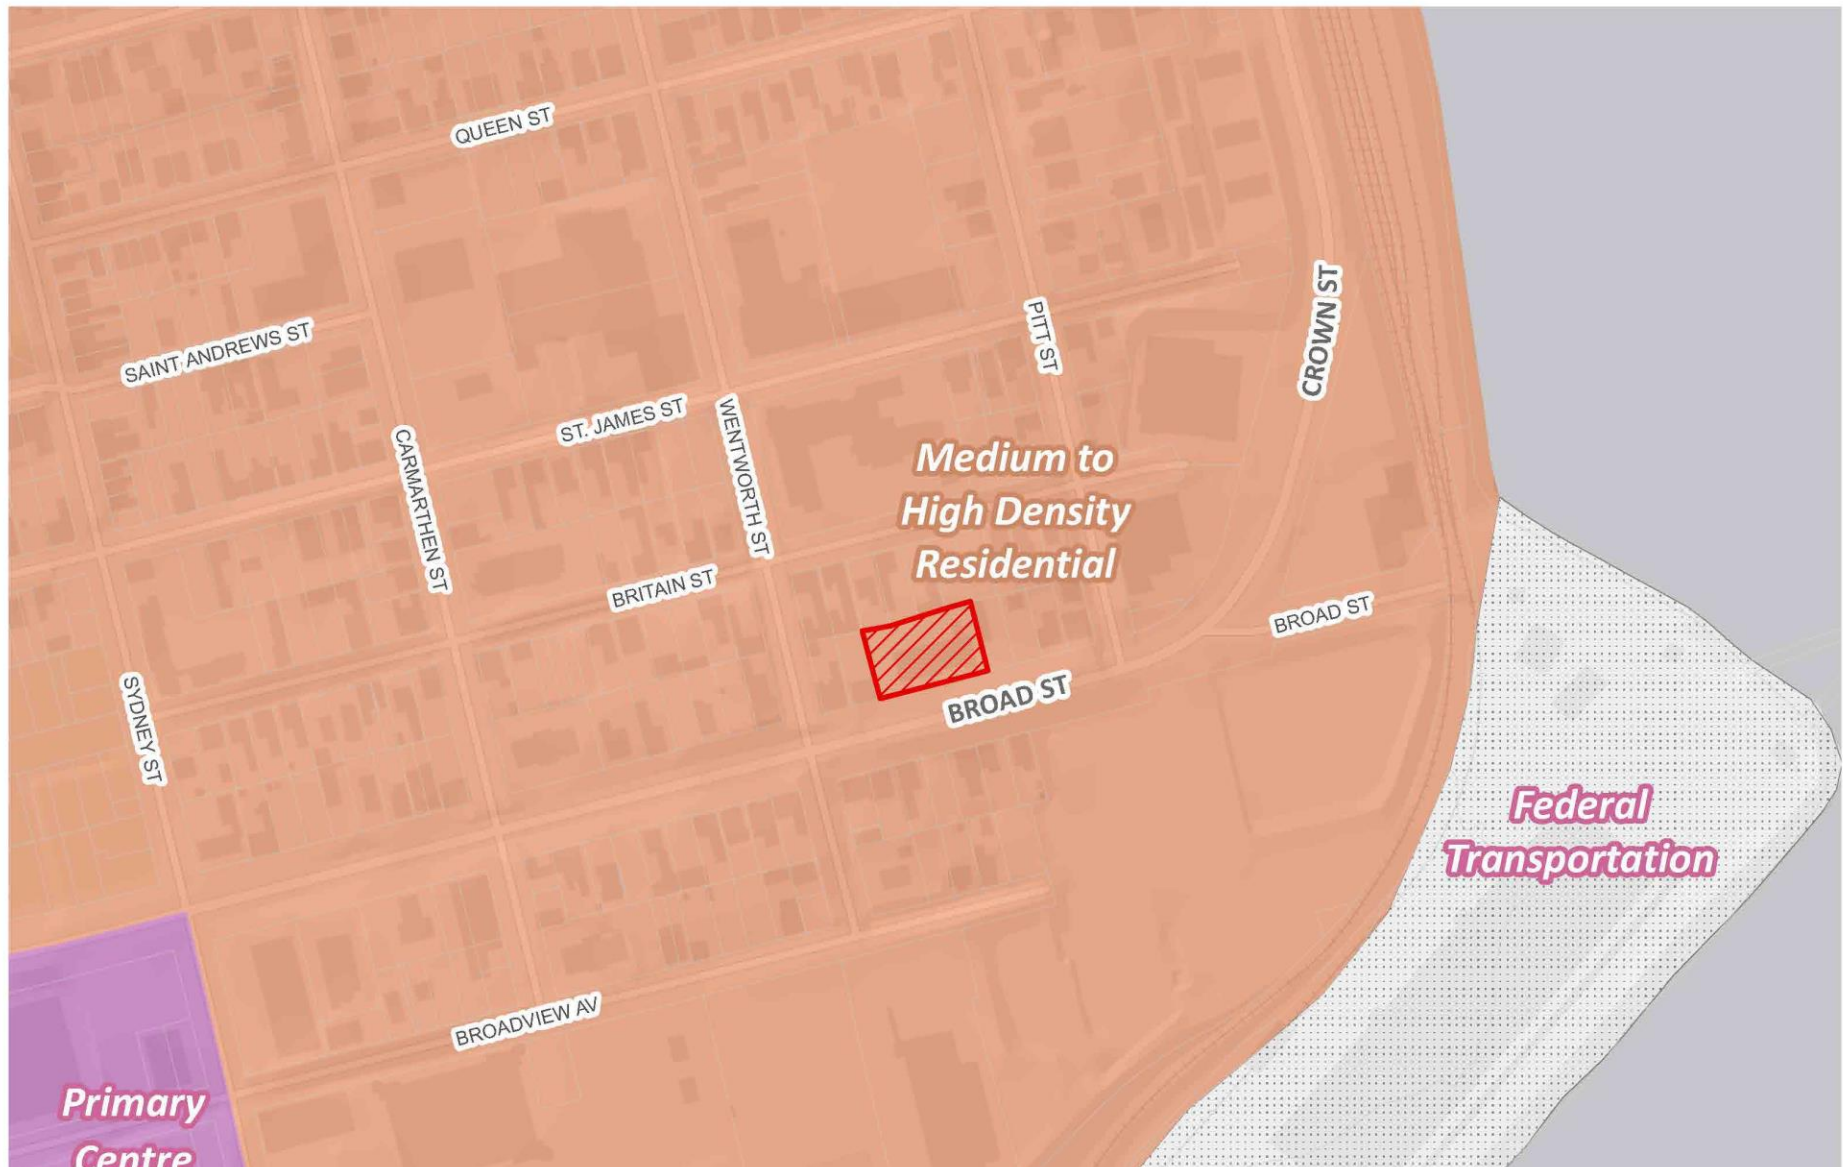 QUEEN ST
SAINT ANDREWS ST
CROWN ST
PITT ST
ST. JAMES ST
WENTWORTH ST
CARMARTHEN ST
Medium to
High Density
Residential
BRITAIN ST
BROAD ST
BROAD ST
SYDNEY ST
Federal
Transportation
BROADVIEW AV
Primary
Centre